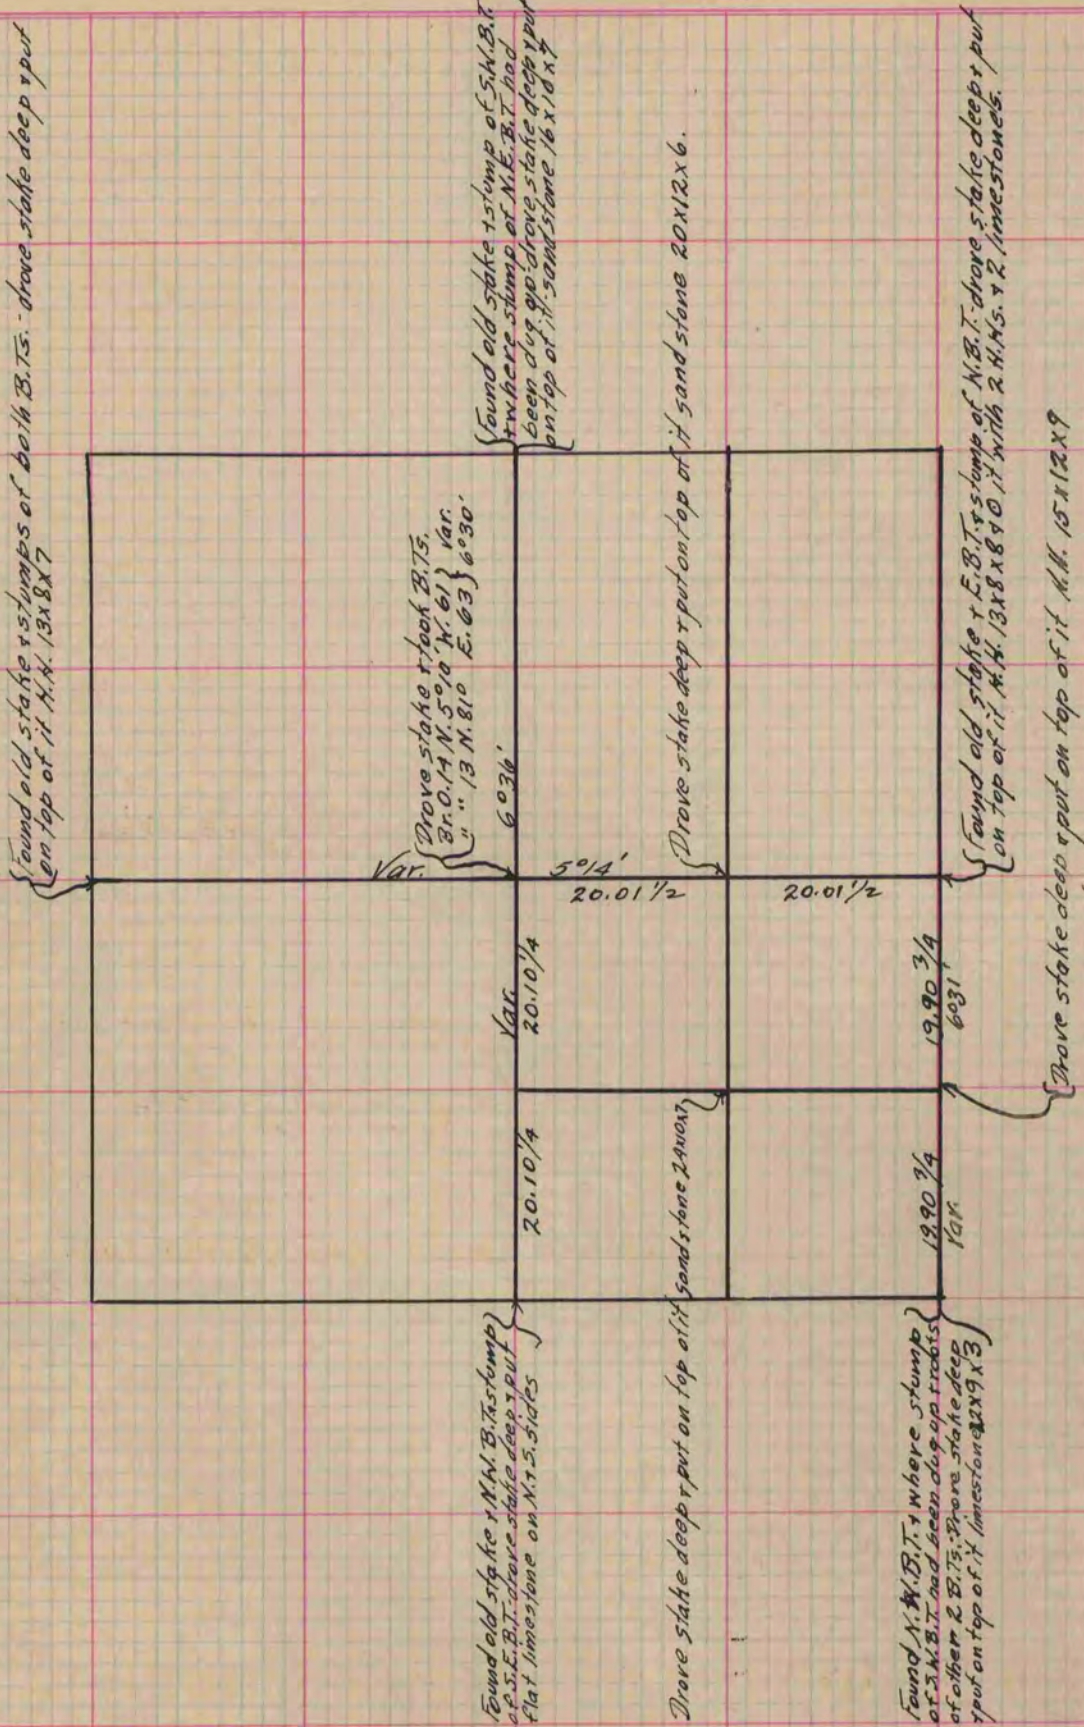 Found old stake & stumps of both B.Ts. - drove stake deep & put
on top of it H.H. 13x8x7
Drove stake & took B.Ts.
Br. O. 14 N. 5°10' W. 61 } Var.
" " 13 N. 81° E. 63 } 6°30'
Found old stake & stump of S.W.B.T.
& where stump of N.E.B.T. had
been dug up - drove stake deep & put
on top of it sand stone 16x10x7
Var.
6°36'
Found old stake & N.W. B.T. & stump
of S.E.B.T. - drove stake deep & put
flat limestone on N. & S. sides
20.10 1/4
Var.
20.10 1/4
5°14'
20.01 1/2
Drove stake deep & put on top of it sand stone 24x10x7
Drove stake deep & put on top of it sand stone 20x12x6.
20.01 1/2
Found N.W.B.T. & where stump
of S.W.B.T. had been dug up & roots
of other 2 B.Ts. - Drove stake deep
& put on top of it limestone 22x9x3
19.90 3/4
Var.
19.90 3/4
6°31'
Found old stake & E.B.T. & stump of N.B.T. - drove stake deep & put
on top of it H.H. 13x8x8 & 0 it with 2 H.Hs. & 2 limestones.
Drove stake deep & put on top of it H.H. 15x12x9